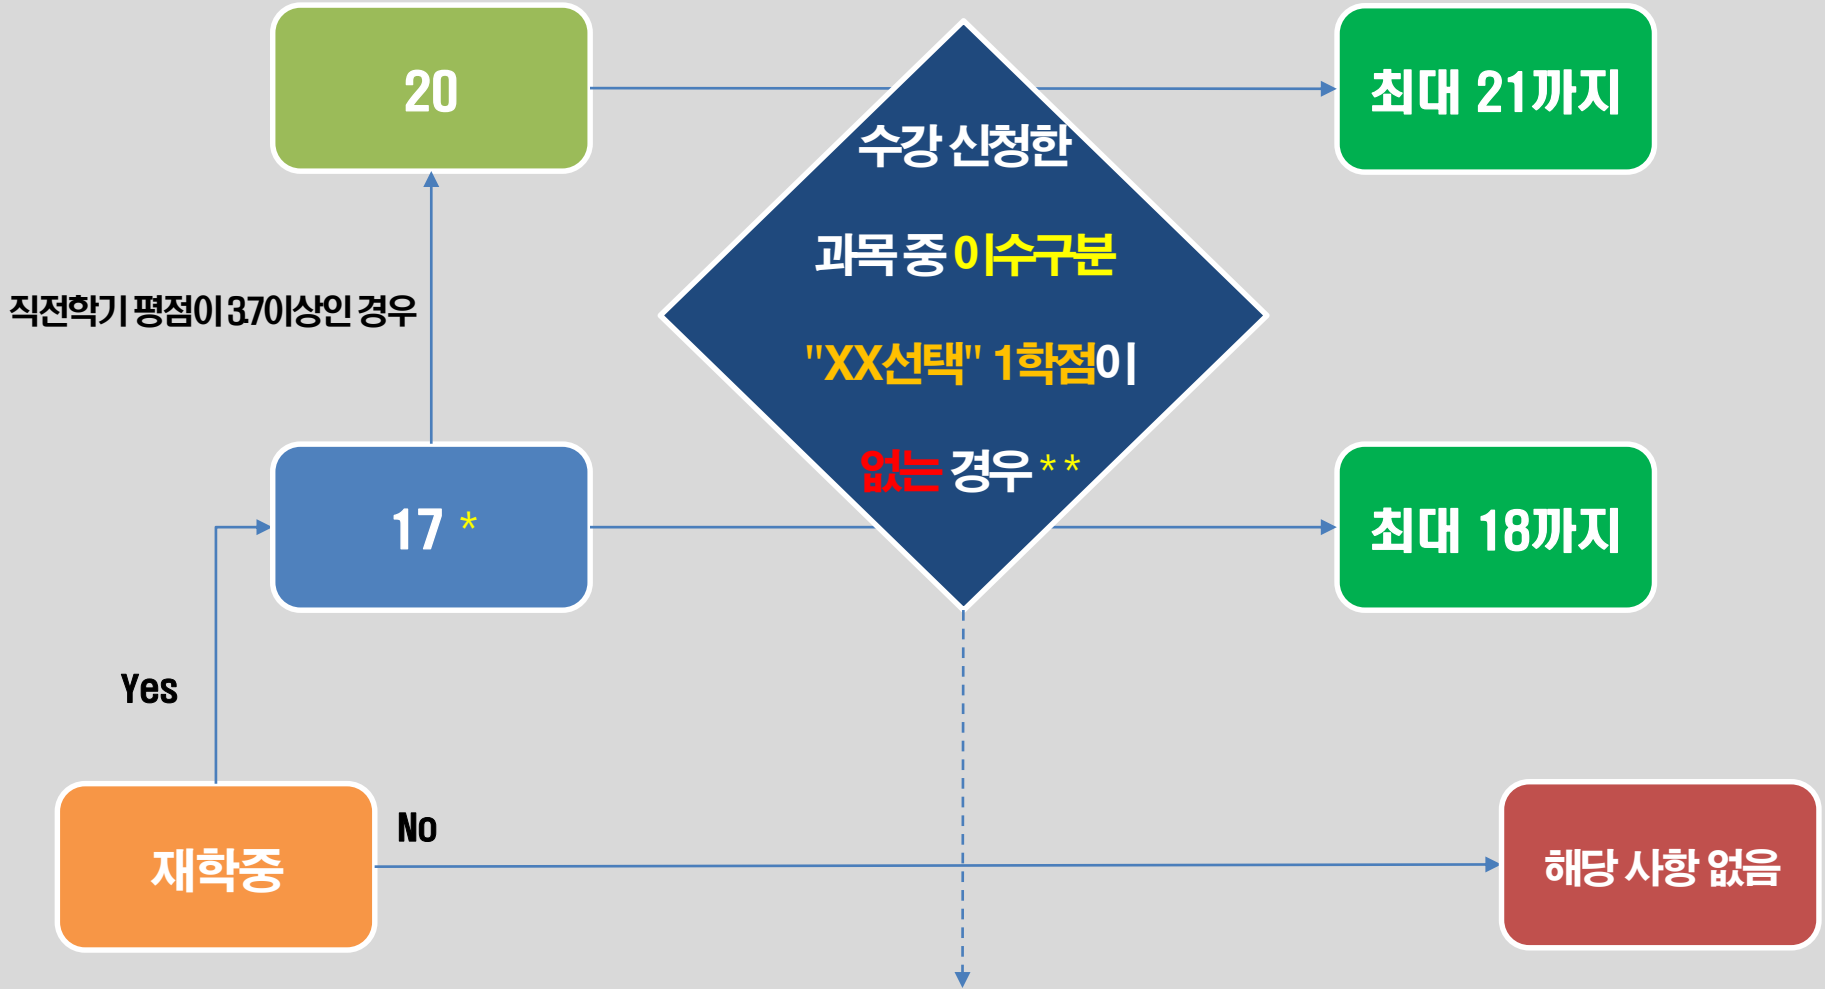 20
최대 21까지
수강 신청한
과목 중 이수구분
"XX선택" 1학점이
없는 경우 * *
직전학기 평점이 3.7이상인 경우
17 *
최대 18까지
Yes
No
재학중
해당 사항 없음